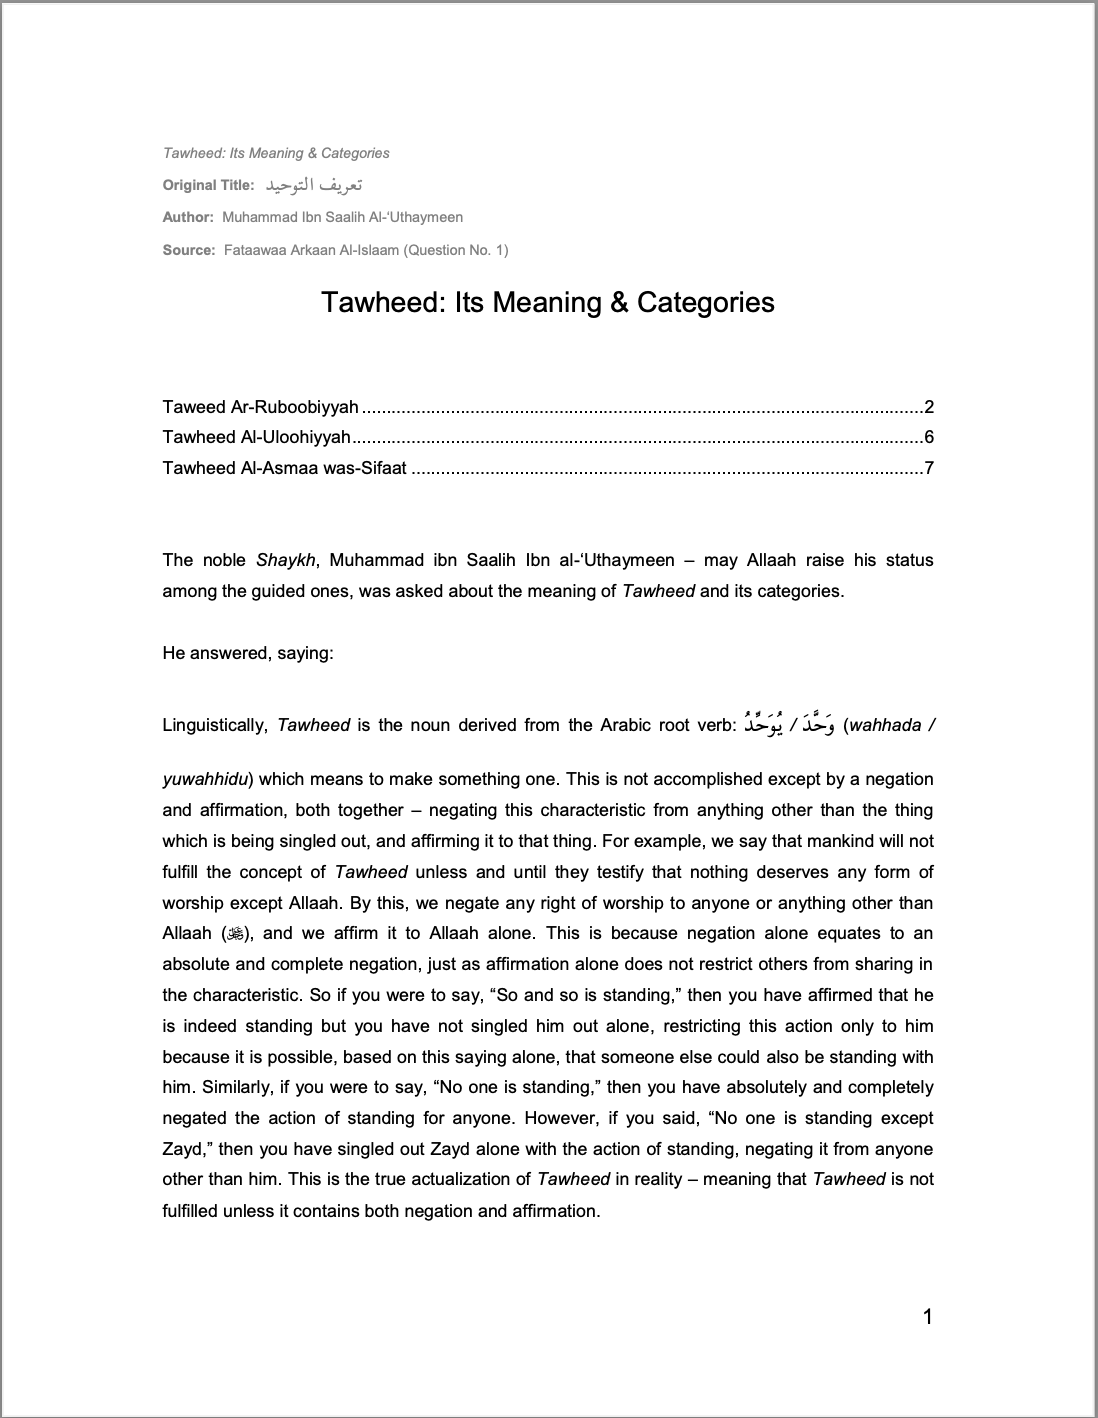 Tawheed: Its Meaning & Categories
Original Title: تعريف التوحيد
Author: Muhammad Ibn Saalih Al-‘Uthaymeen
Source: Fataawaa Arkaan Al-Islaam (Question No. 1)
Tawheed: Its Meaning & Categories
Taweed Ar-Ruboobiyyah....................................................................................................................2
Tawheed Al-Uloohiyyah.....................................................................................................................6
Tawheed Al-Asmaa was-Sifaat.........................................................................................................7
The noble Shaykh, Muhammad ibn Saalih Ibn al-‘Uthaymeen – may Allaah raise his status
among the guided ones, was asked about the meaning of Tawheed and its categories.
He answered, saying:
Linguistically, Tawheed is the noun derived from the Arabic root verb: وَحَّدَ / يُوَحِّدُ (wahhada /
yuwahhidu) which means to make something one. This is not accomplished except by a negation
and affirmation, both together – negating this characteristic from anything other than the thing
which is being singled out, and affirming it to that thing. For example, we say that mankind will not
fulfill the concept of Tawheed unless and until they testify that nothing deserves any form of
worship except Allaah. By this, we negate any right of worship to anyone or anything other than
Allaah (), and we affirm it to Allaah alone. This is because negation alone equates to an
absolute and complete negation, just as affirmation alone does not restrict others from sharing in
the characteristic. So if you were to say, “So and so is standing,” then you have affirmed that he
is indeed standing but you have not singled him out alone, restricting this action only to him
because it is possible, based on this saying alone, that someone else could also be standing with
him. Similarly, if you were to say, “No one is standing,” then you have absolutely and completely
negated the action of standing for anyone. However, if you said, “No one is standing except
Zayd,” then you have singled out Zayd alone with the action of standing, negating it from anyone
other than him. This is the true actualization of Tawheed in reality – meaning that Tawheed is not
fulfilled unless it contains both negation and affirmation.
1